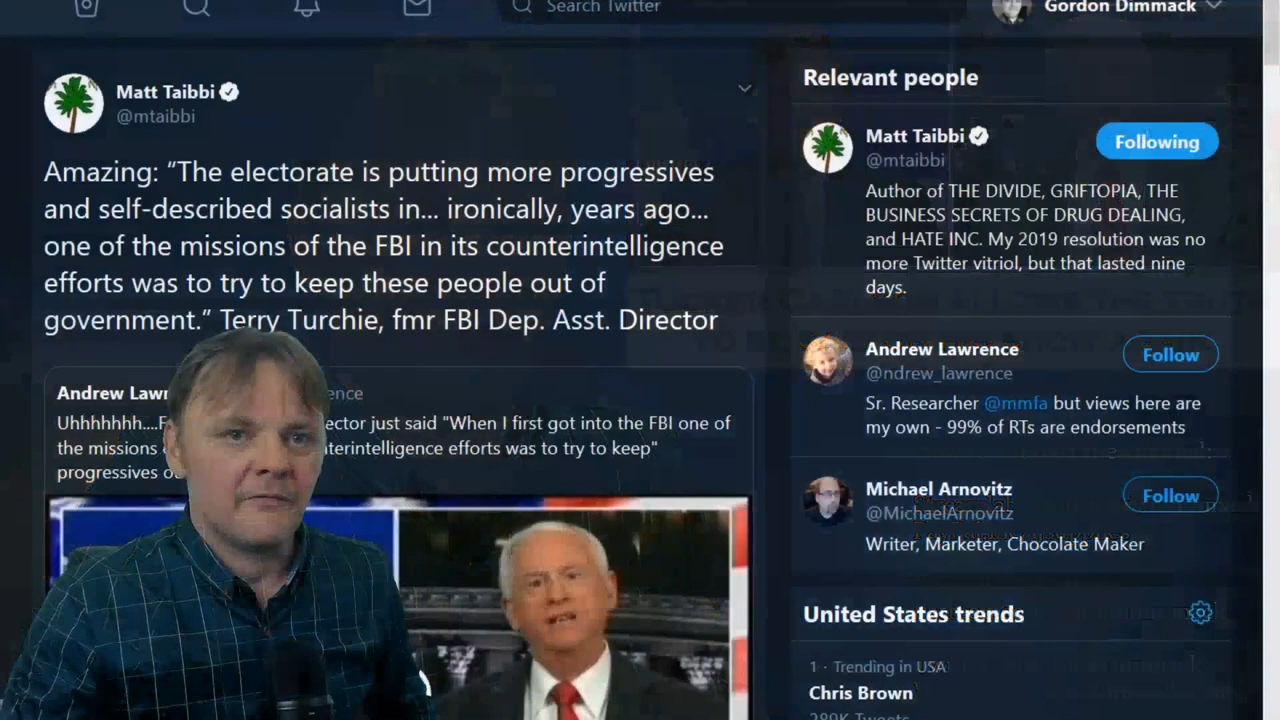 Search Twitter
Gordon Dimmack
Matt Taibbi
@mtaibbi
Amazing: “The electorate is putting more progressives
and self-described socialists in... ironically, years ago...
one of the missions of the FBI in its counterintelligence
efforts was to try to keep these people out of
government.” Terry Turchie, fmr FBI Dep. Asst. Director
Andrew Lawr ence
Uhhhhhhh....F ector just said "When I first got into the FBI one of
the missions terintelligence efforts was to try to keep"
progressives
Relevant people
Matt Taibbi
@mtaibbi
Following
Author of THE DIVIDE, GRIFTOPIA, THE
BUSINESS SECRETS OF DRUG DEALING,
and HATE INC. My 2019 resolution was no
more Twitter vitriol, but that lasted nine
days.
Andrew Lawrence
@ndrew_lawrence
Follow
Sr. Researcher @mmfa but views here are
my own - 99% of RTs are endorsements
Michael Arnovitz
@MichaelArnovitz
Follow
Writer, Marketer, Chocolate Maker
United States trends
1 · Trending in USA
Chris Brown
289K Tweets